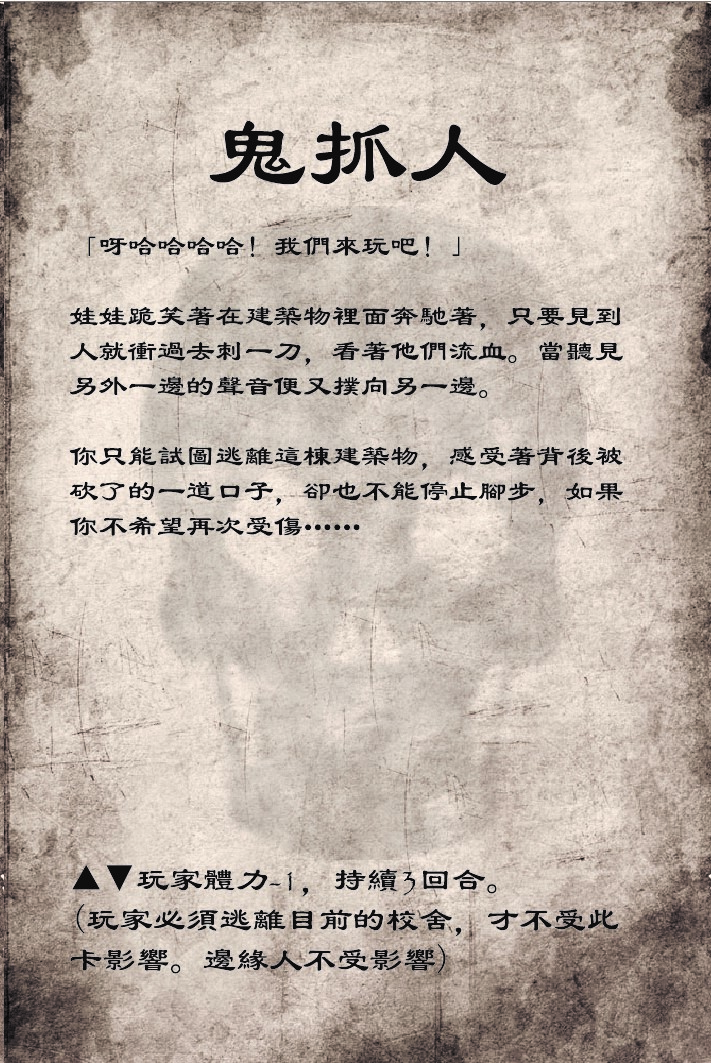 鬼抓人
「呀哈哈哈哈！我們來玩吧！」
娃娃跪笑著在建築物裡面奔馳著，只要見到
人就衝過去刺一刀，看著他們流血。當聽見
另外一邊的聲音便又撲向另一邊。
你只能試圖逃離這棟建築物，感受著背後被
砍了的一道口子，卻也不能停止腳步，如果
你不希望再次受傷……
▲▼玩家體力-1，持續3回合。
(玩家必須逃離目前的校舍，才不受此
卡影響。邊緣人不受影響)